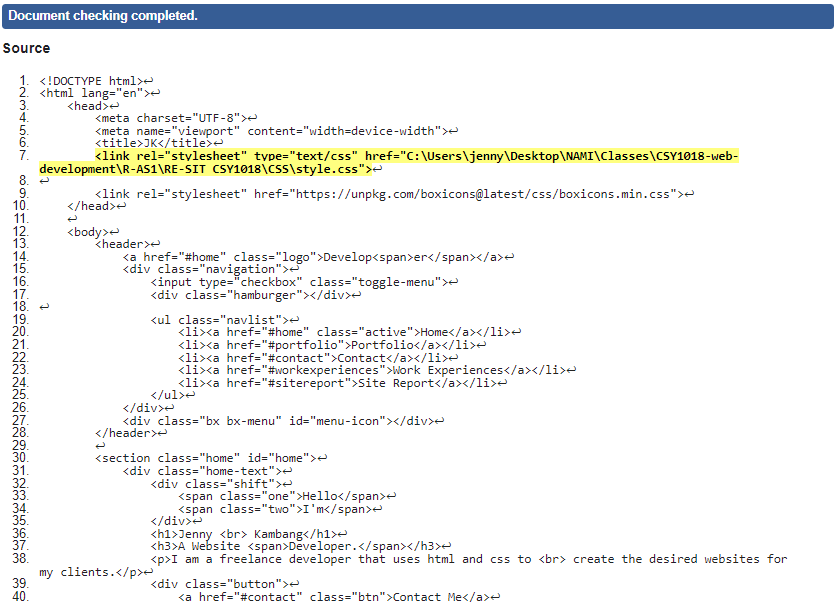 Document checking completed.
Source
1. <!DOCTYPE html>↩
2. <html lang="en">↩
3. <head>↩
4. <meta charset="UTF-8">↩
5. <meta name="viewport" content="width=device-width">↩
6. <title>JK</title>↩
7. <link rel="stylesheet" type="text/css" href="C:\Users\jenny\Desktop\NAMI\Classes\CSY1018-web-
development\R-AS1\RE-SIT CSY1018\CSS\style.css">↩
8. ↩
9. <link rel="stylesheet" href="https://unpkg.com/boxicons@latest/css/boxicons.min.css">↩
10. </head>↩
11. ↩
12. <body>↩
13. <header>↩
14. <a href="#home" class="logo">Develop<span>er</span></a>↩
15. <div class="navigation">↩
16. <input type="checkbox" class="toggle-menu">↩
17. <div class="hamburger"></div>↩
18. ↩
19. <ul class="navlist">↩
20. <li><a href="#home" class="active">Home</a></li>↩
21. <li><a href="#portfolio">Portfolio</a></li>↩
22. <li><a href="#contact">Contact</a></li>↩
23. <li><a href="#workexperiences">Work Experiences</a></li>↩
24. <li><a href="#sitereport">Site Report</a></li>↩
25. </ul>↩
26. </div>↩
27. <div class="bx bx-menu" id="menu-icon"></div>↩
28. </header>↩
29. ↩
30. <section class="home" id="home">↩
31. <div class="home-text">↩
32. <div class="shift">↩
33. <span class="one">Hello</span>↩
34. <span class="two">I'm</span>↩
35. </div>↩
36. <h1>Jenny <br> Kambang</h1>↩
37. <h3>A Website <span>Developer.</span></h3>↩
38. <p>I am a freelance developer that uses html and css to <br> create the desired websites for
my clients.</p>↩
39. <div class="button">↩
40. <a href="#contact" class="btn">Contact Me</a>↩